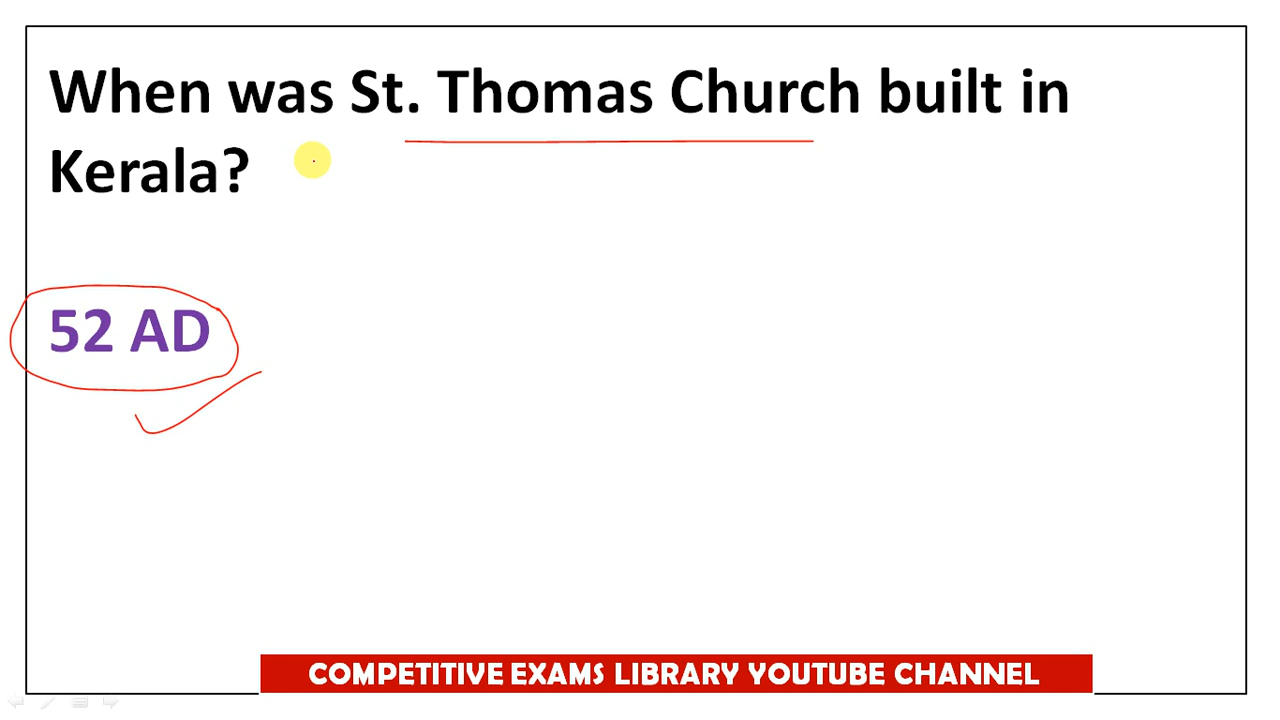 When was St. Thomas Church built in
Kerala?
52 AD
COMPETITIVE EXAMS LIBRARY YOUTUBE CHANNEL